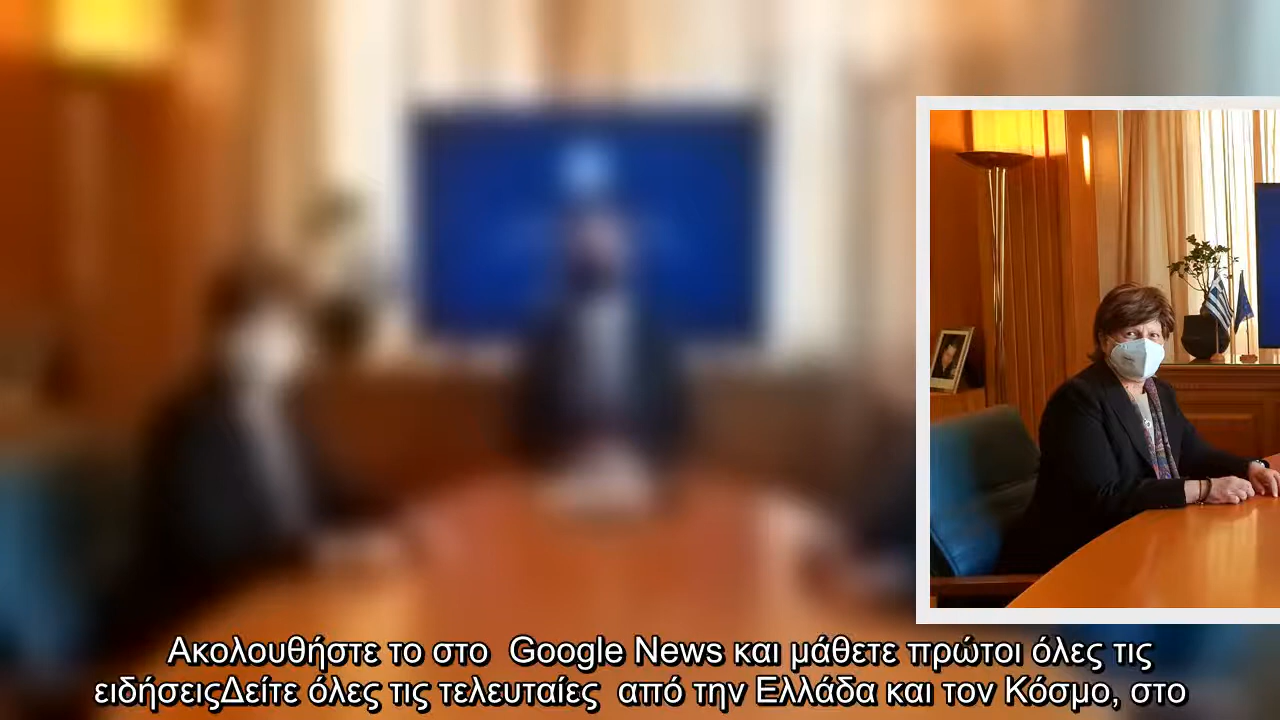 Ακολουθήστε το στο  Google News και μάθετε πρώτοι όλες τις
ειδήσειςΔείτε όλες τις τελευταίες  από την Ελλάδα και τον Κόσμο, στο